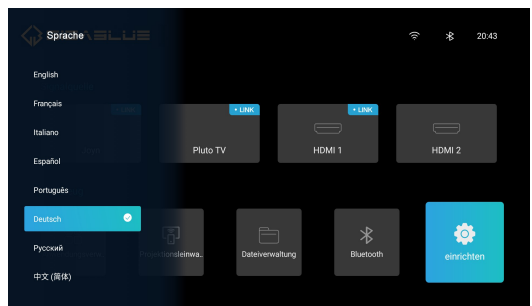 Sprache
20:43
English
Français
Italiano
Español
Português
Deutsch
Русский
中文 (简体)
LINK
LINK
Pluto TV
HDMI 1
HDMI 2
Dateiverwaltung
Bluetooth
einrichten